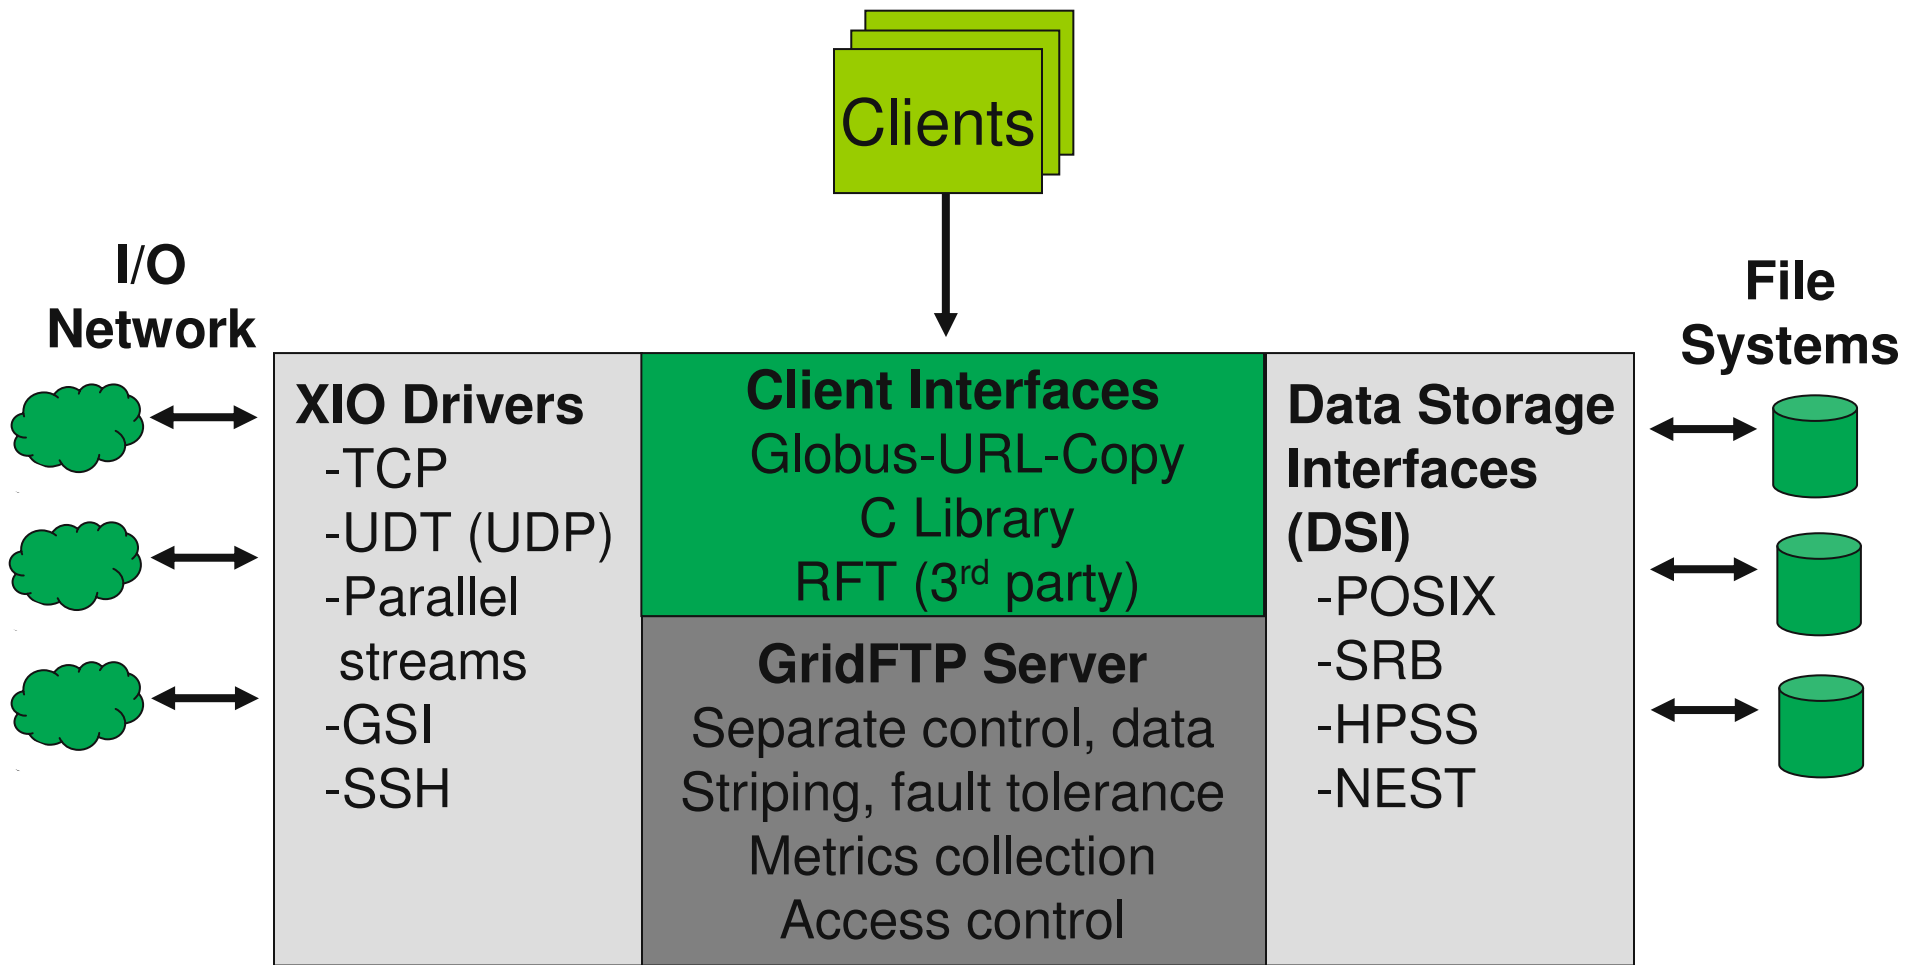 Clients
I/O
Network
XIO Drivers
-TCP
-UDT (UDP)
-Parallel
streams
-GSI
-SSH
Client Interfaces
Globus-URL-Copy
C Library
RFT (3rd party)
GridFTP Server
Separate control, data
Striping, fault tolerance
Metrics collection
Access control
Data Storage
Interfaces
(DSI)
-POSIX
-SRB
-HPSS
-NEST
File
Systems